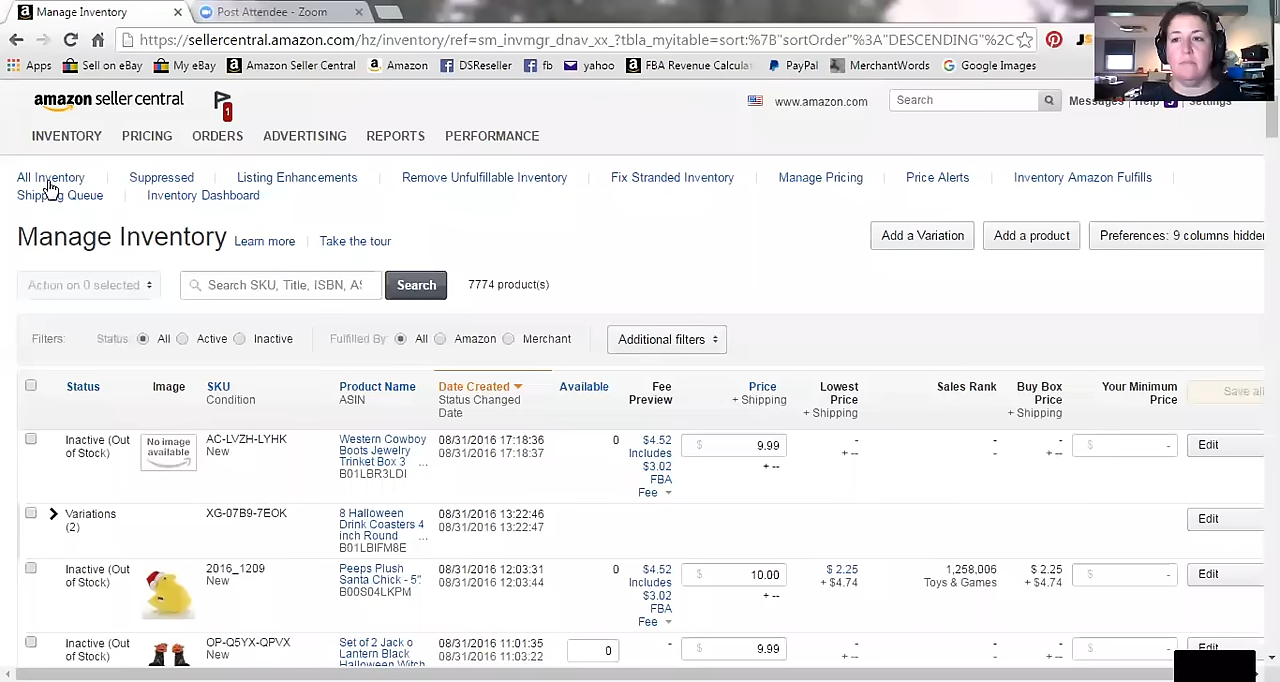 Manage Inventory
Post Attendee - Zoom
https://sellercentral.amazon.com/hz/inventory/ref=
Apps Sell on eBay My eBay Amazon Seller Central Amazon DSRseller fb yahoo FBA Revenue Calcula PayPal MerchantWords Google Images
amazon seller central
1
www.amazon.com
Search
Messages Help Settings
INVENTORY PRICING ORDERS ADVERTISING REPORTS PERFORMANCE
All Inventory Suppressed Listing Enhancements Remove Unfulfillable Inventory Fix Stranded Inventory Manage Pricing Price Alerts Inventory Amazon Fulfills
Shipping Queue Inventory Dashboard
Manage Inventory Learn more Take the tour
Add a Variation Add a product Preferences: 9 columns hidden
Action on 0 selected Search SKU, Title, ISBN, AS Search 7774 product(s)
Filters: Status: All Active Inactive Fulfilled By: All Amazon Merchant Additional filters
Status Image SKU Condition Product Name ASIN Date Created Status Changed Date Available Fee Preview Price + Shipping Lowest Price + Shipping Sales Rank Buy Box Price + Shipping Your Minimum Price Save all
Inactive (Out of Stock) No image available AC-LVZH-LYHK New Western Cowboy Boots Jewelry Trinket Box 3 ... B01LBR3LDI 08/31/2016 17:18:36 08/31/2016 17:18:37 0 $4.52 Includes $3.02 FBA Fee $ 9.99 + -- - + -- - - - + -- $ - Edit
Variations (2) XG-07B9-7EOK 8 Halloween Drink Coasters 4 inch Round ... B01LBIFM8E 08/31/2016 13:22:46 08/31/2016 13:22:47 Edit
Inactive (Out of Stock) 2016_1209 New Peeps Plush Santa Chick - 5" B00S04LKPM 08/31/2016 12:03:31 08/31/2016 12:03:44 0 $4.52 Includes $3.02 FBA Fee $ 10.00 + -- $ 2.25 + $4.74 1,258,006 Toys & Games $ 2.25 + $4.74 $ - Edit
Inactive (Out of Stock) OP-Q5YX-QPVX New Set of 2 Jack o Lantern Black Halloween Witch 08/31/2016 11:01:35 08/31/2016 11:03:22 0 - $ 9.99 + -- - + -- - - - + -- $ - Edit